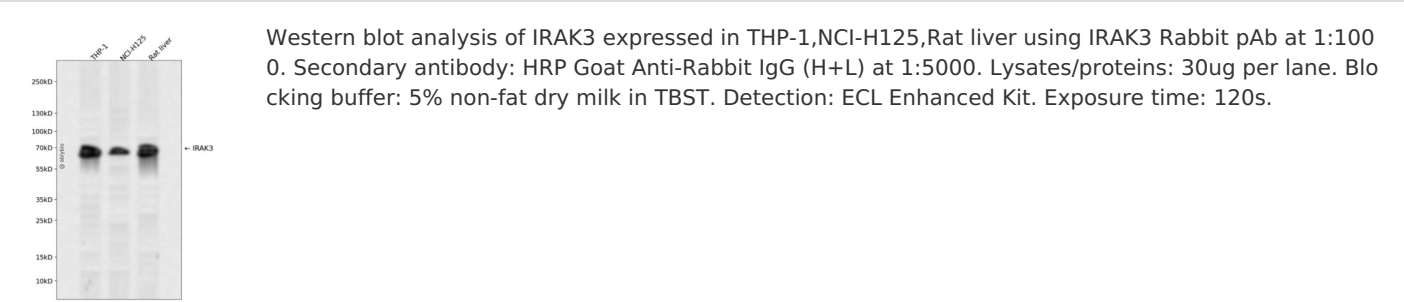 THP-1 NCI-H125 Rat liver
250kD
130kD
100kD
70kD
← IRAK3
55kD
35kD
25kD
15kD
10kD
Western blot analysis of IRAK3 expressed in THP-1,NCI-H125,Rat liver using IRAK3 Rabbit pAb at 1:100
0. Secondary antibody: HRP Goat Anti-Rabbit IgG (H+L) at 1:5000. Lysates/proteins: 30ug per lane. Blo
cking buffer: 5% non-fat dry milk in TBST. Detection: ECL Enhanced Kit. Exposure time: 120s.